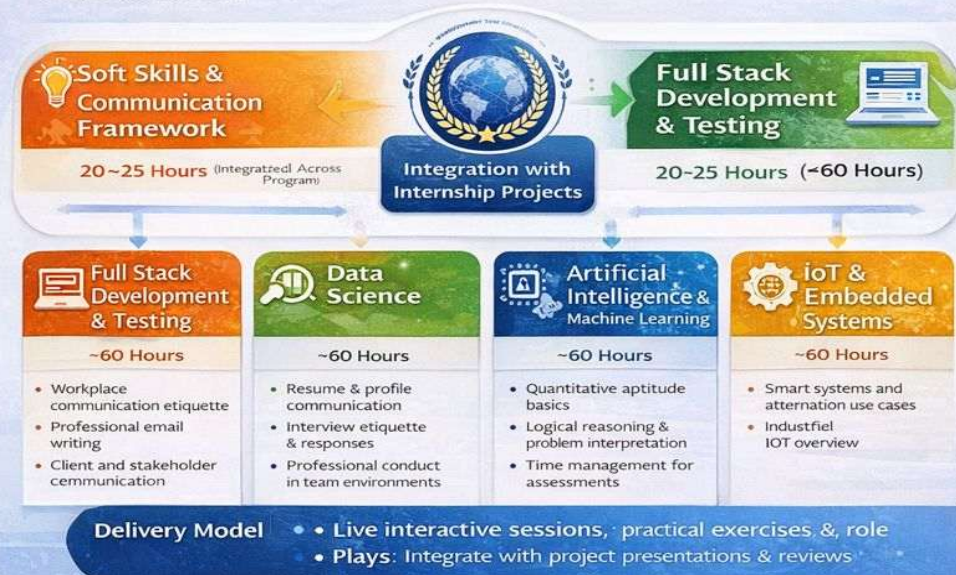 Soft Skills &
Communication
Framework
20~25 Hours (Integratzed Across
Program)
Integration with
Internship Projects
Full Stack
Development
& Testing
20-25 Hours (<60 Hours)
Full Stack
Development
& Testing
~60 Hours
• Workplace
communication etiquette
• Professional email
writing
• Client and stakeholder
cemmunication
Data
Science
~60 Hours
• Resume & profile
communication
• Interview etiquette
& responses
• Professional conduct
in team environments
Artificial
Intelligence &
Machine Learning
~60 Hours
• Quantitative aptitude
basics
• Logical reasoning &
problem interpretation
• Time management for
assessments
A
ioT &
Embedded
Systems
~60 Hours
• Smart systems and
atternation use cases
• Industfiel
IOT overview
Delivery Model • • Live interactive sessions, practical exercises, & role
• Plays: Integrate with project presentations & reviews